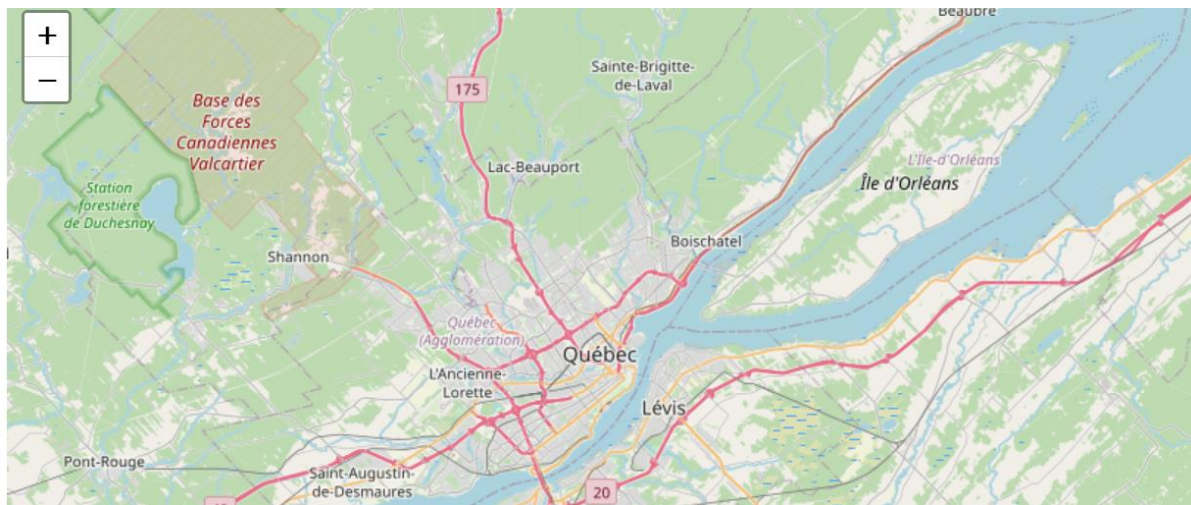 +
−
Beaupré
Sainte-Brigitte-
de-Laval
175
Base des
Forces
Canadiennes
Valcartier
Lac-Beauport
L'Île-d'Orléans
Île d'Orléans
Station
forestière
de Duchesnay
Boischatel
Shannon
Québec
(Agglomération)
Québec
L'Ancienne-
Lorette
Lévis
Pont-Rouge
Saint-Augustin-
de-Desmaures
20